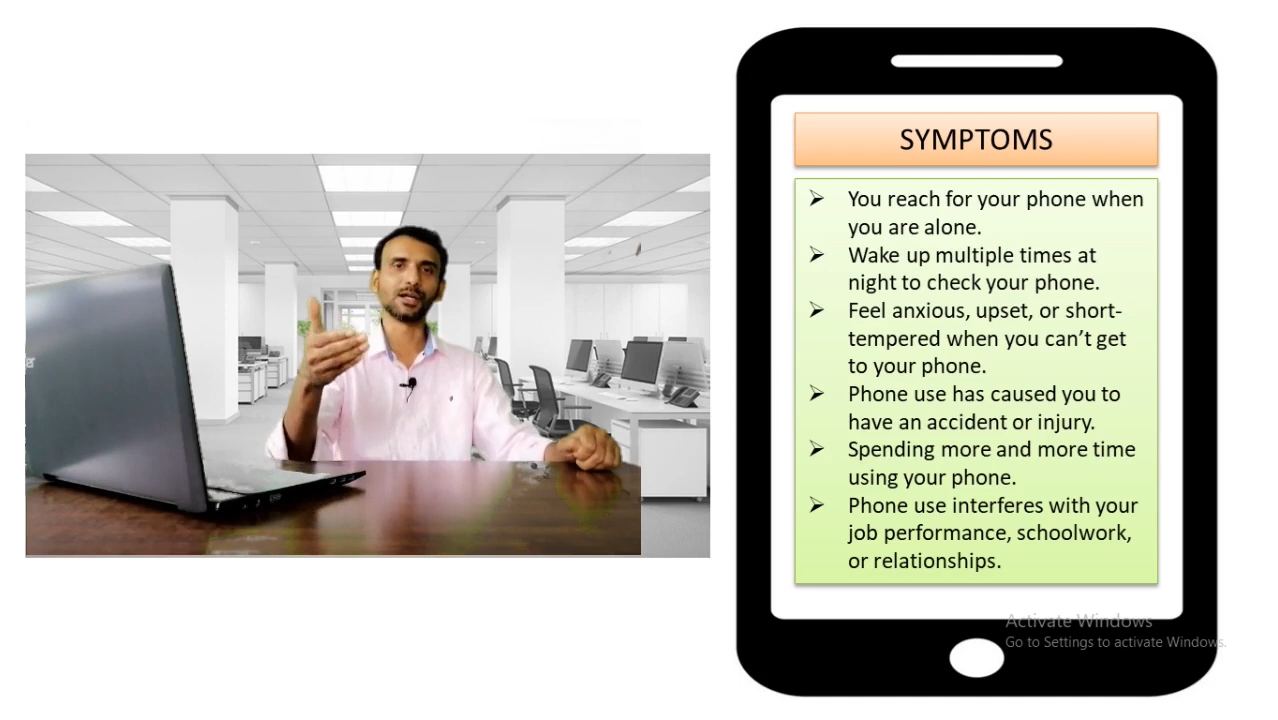 SYMPTOMS
➢ You reach for your phone when
you are alone.
➢ Wake up multiple times at
night to check your phone.
➢ Feel anxious, upset, or short-
tempered when you can’t get
to your phone.
➢ Phone use has caused you to
have an accident or injury.
➢ Spending more and more time
using your phone.
➢ Phone use interferes with your
job performance, schoolwork,
or relationships.
Activate Windows
Go to Settings to activate Windows.